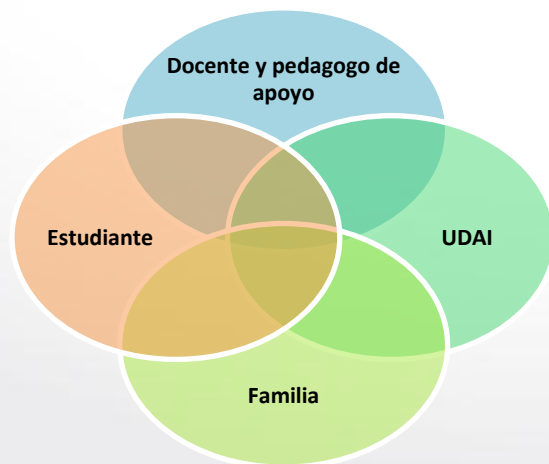 Docente y pedagogo de
apoyo
Estudiante
UDAI
Familia